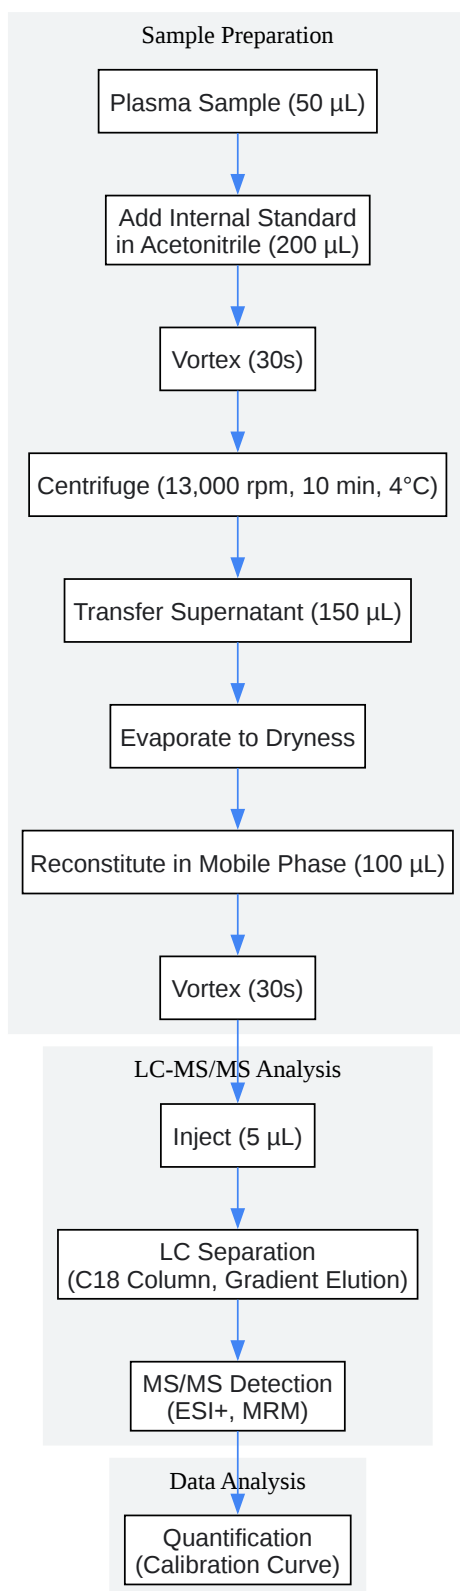 Sample Preparation
Plasma Sample (50 µL)
Add Internal Standard
in Acetonitrile (200 µL)
Vortex (30s)
Centrifuge (13,000 rpm, 10 min, 4°C)
Transfer Supernatant (150 µL)
Evaporate to Dryness
Reconstitute in Mobile Phase (100 µL)
Vortex (30s)
LC-MS/MS Analysis
Inject (5 µL)
LC Separation
(C18 Column, Gradient Elution)
MS/MS Detection
(ESI+, MRM)
Data Analysis
Quantification
(Calibration Curve)